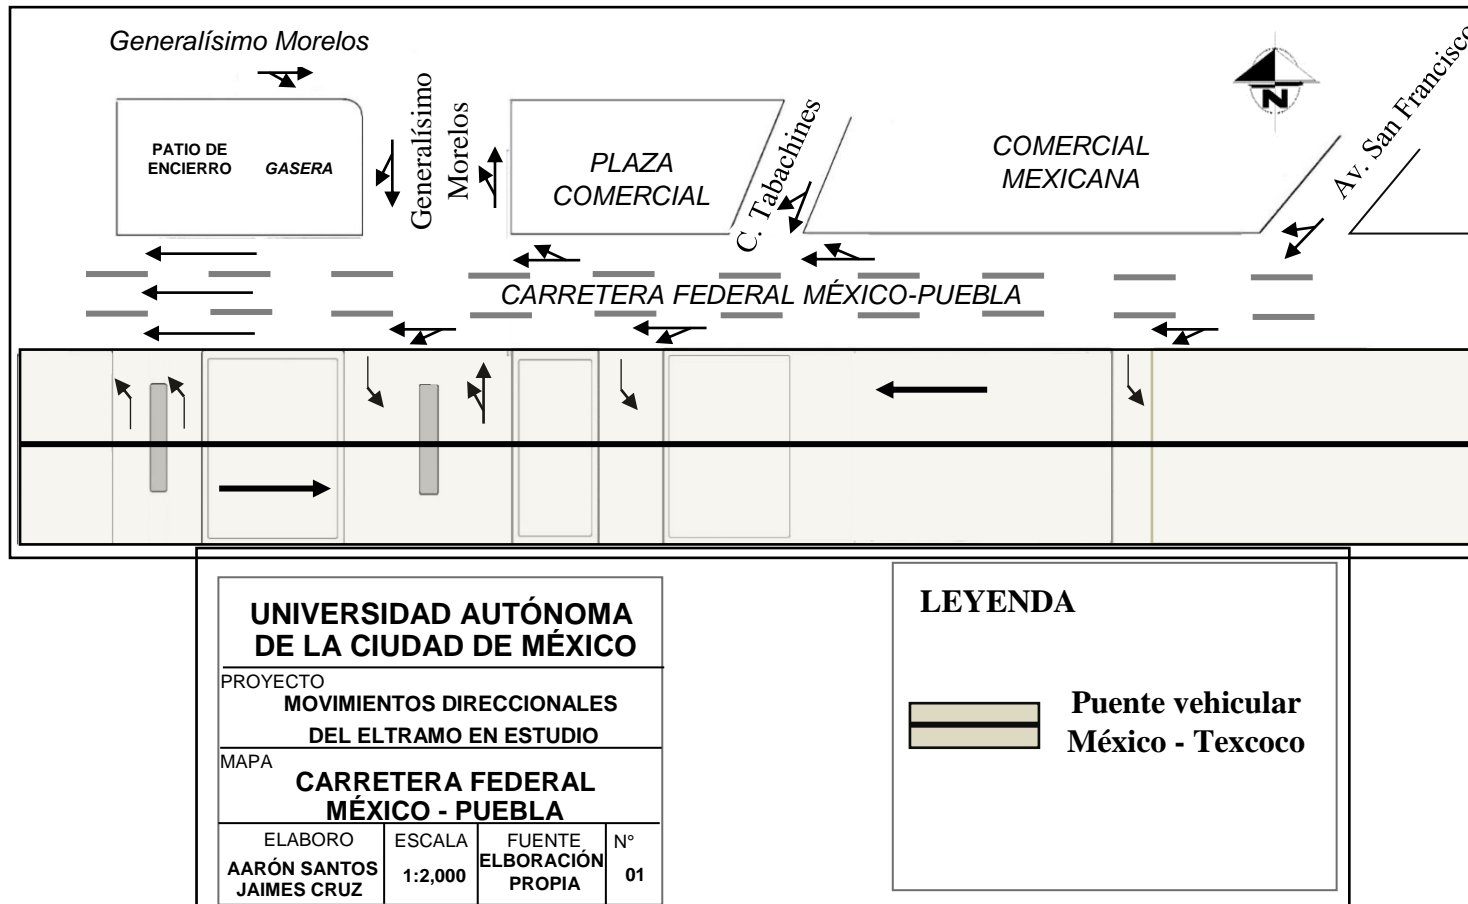 Generalísimo Morelos
Generalísimo
Morelos
PATIO DE
ENCIERRO
GASERA
PLAZA
COMERCIAL
C. Tabachines
COMERCIAL
MEXICANA
N
Av. San Francisco
CARRETERA FEDERAL MÉXICO-PUEBLA
UNIVERSIDAD AUTÓNOMA
DE LA CIUDAD DE MÉXICO
PROYECTO
MOVIMIENTOS DIRECCIONALES
DEL ELTRAMO EN ESTUDIO
MAPA
CARRETERA FEDERAL
MÉXICO - PUEBLA
ELABORO
AARÓN SANTOS
JAIMES CRUZ
ESCALA
1:2,000
FUENTE
ELBORACIÓN
PROPIA
N°
01
LEYENDA
Puente vehicular
México - Texcoco